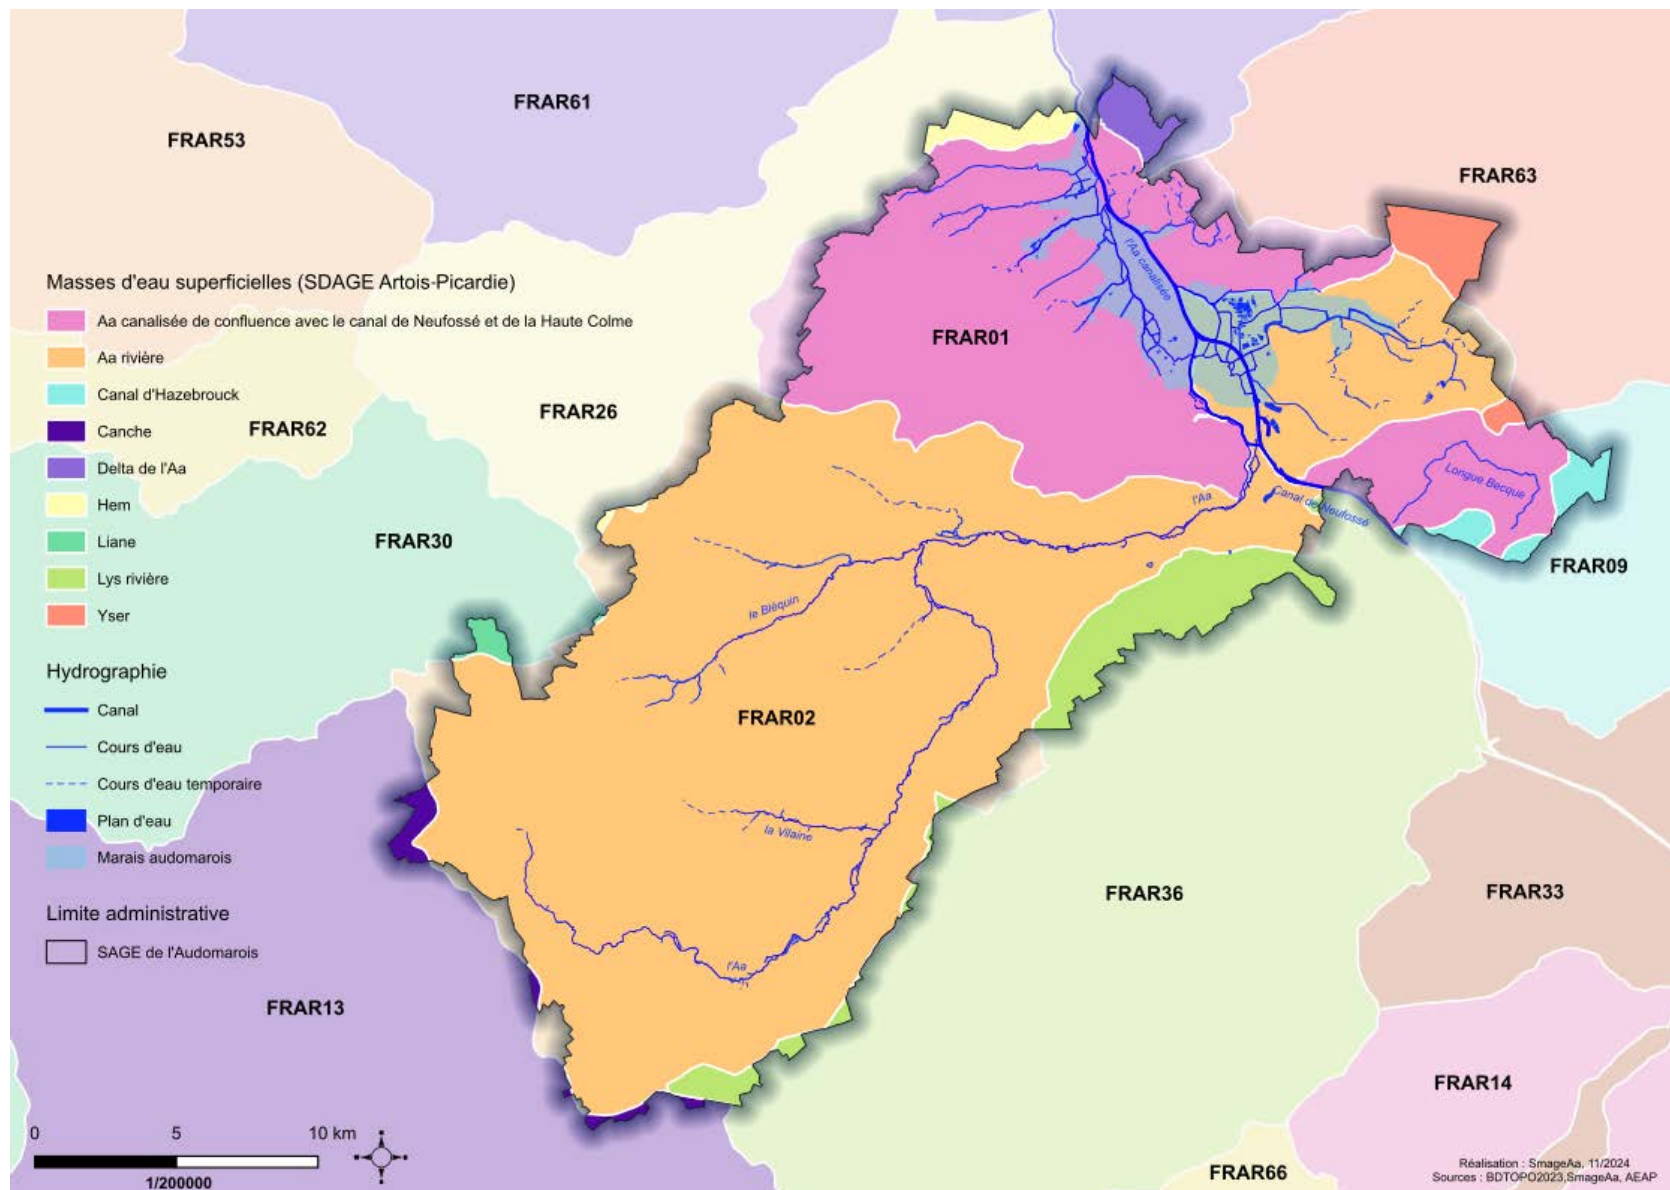 FRAR61
FRAR53
FRAR63
Masses d'eau superficielles (SDAGE Artois-Picardie)
Aa canalisée de confluence avec le canal de Neufossé et de la Haute Colme
Aa rivière
Canal d'Hazebrouck
Canche
Delta de l'Aa
Hem
Liane
Lys rivière
Yser
Hydrographie
Canal
Cours d'eau
Cours d'eau temporaire
Plan d'eau
Marais audomarois
Limite administrative
SAGE de l'Audomarois
l'Aa canalisée
FRAR01
FRAR26
FRAR62
Longue Becque
l'Aa
Canal de Neufossé
FRAR30
FRAR09
le Bléquin
FRAR02
la Vilaine
FRAR36
FRAR33
l'Aa
FRAR13
FRAR14
FRAR66
0 5 10 km
1/200000
Réalisation : SmageAa, 11/2024
Sources : BDTOPO2023,SmageAa, AEAP